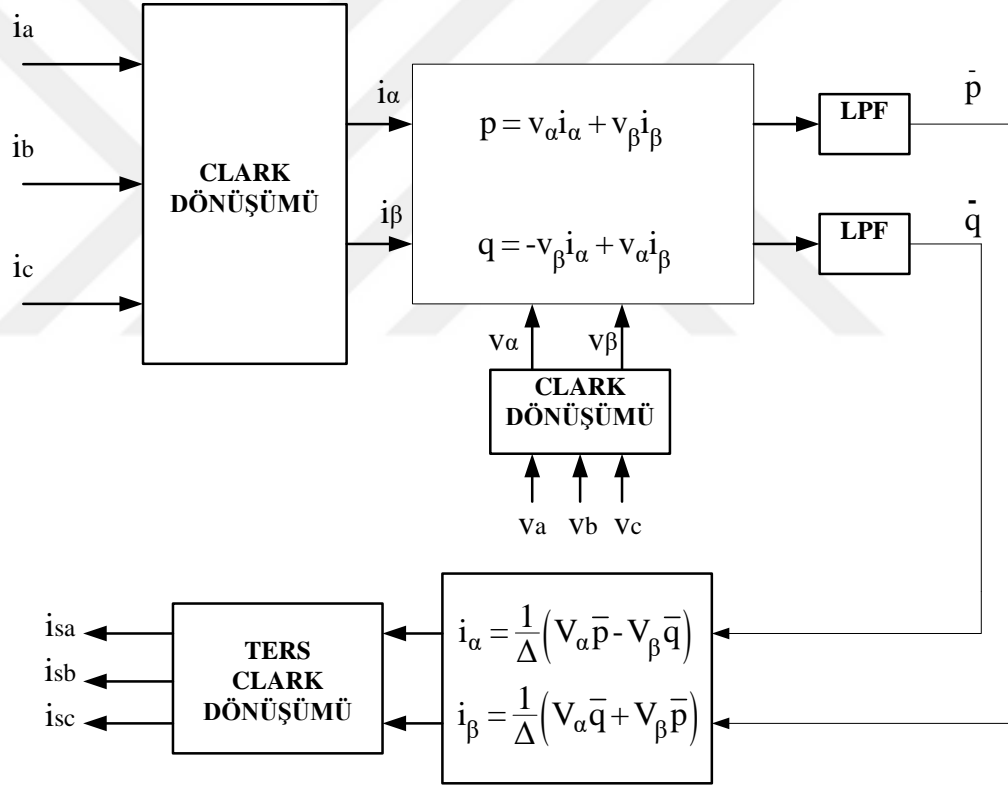 ia
ib
ic
CLARK
DÖNÜŞÜMÜ
iα
iβ
p = vαiα + vβiβ
q = -vβiα + vαiβ
LPF
p̄
LPF
q̄
vα
vβ
CLARK
DÖNÜŞÜMÜ
va
vb
vc
isa
isb
isc
TERS
CLARK
DÖNÜŞÜMÜ
iα = 1/Δ (Vαp̄ - Vβq̄)
iβ = 1/Δ (Vαq̄ + Vβp̄)